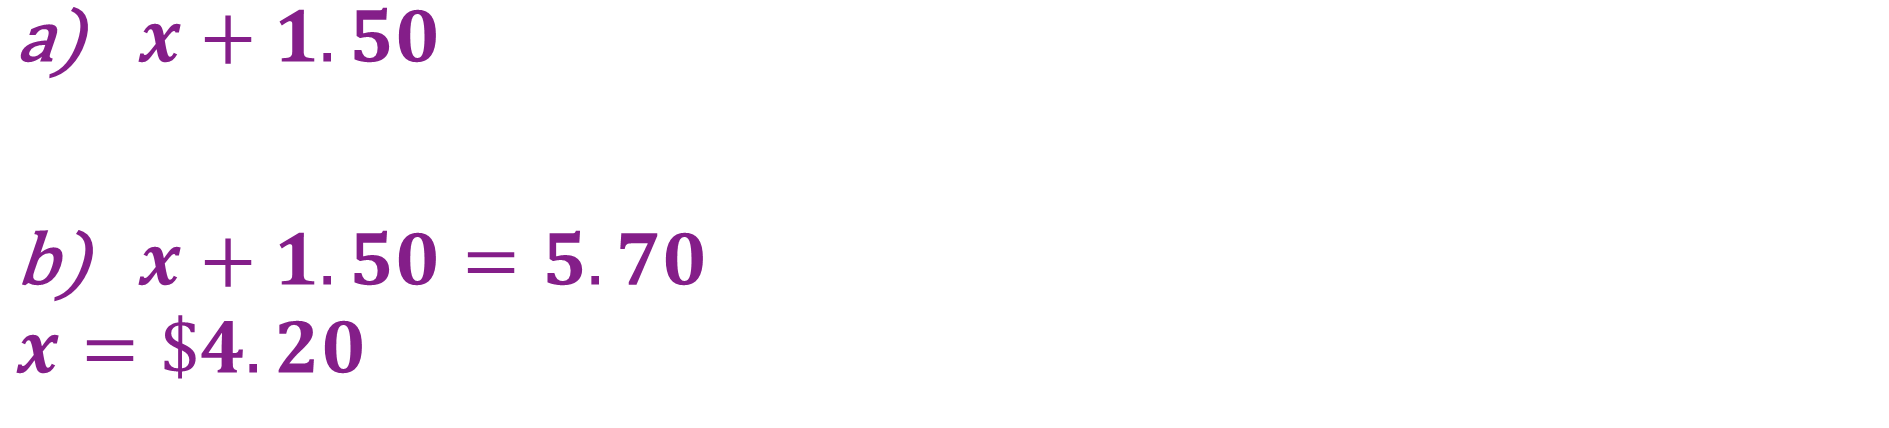 a) x + 1.50
b) x + 1.50 = 5.70
x = $4.20